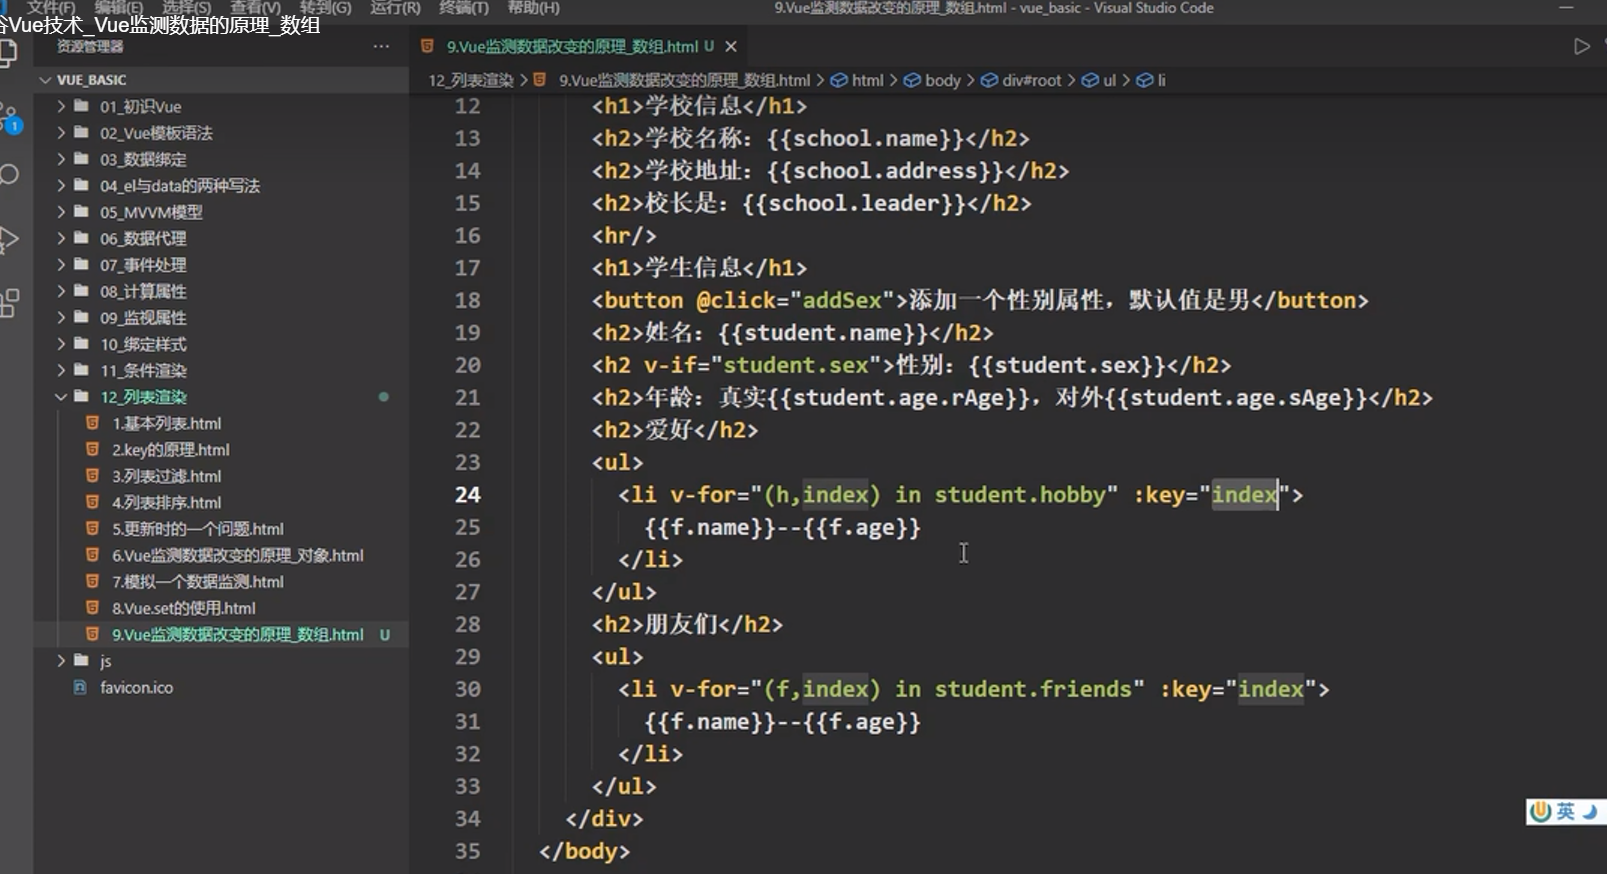 文件(F) 编辑(E) 选择(S) 查看(V) 转到(G) 运行(R) 终端(T) 帮助(H) 9.Vue监测数据改变的原理_数组.html - vue_basic - Visual Studio Code
谷Vue技术_Vue监测数据的原理_数组
资源管理器 ···
9.Vue监测数据改变的原理_数组.html U ×
VUE_BASIC
12_列表渲染 > 9.Vue监测数据改变的原理_数组.html > html > body > div#root > ul > li
01_初识Vue
02_Vue模板语法
03_数据绑定
04_el与data的两种写法
05_MVVM模型
06_数据代理
07_事件处理
08_计算属性
09_监视属性
10_绑定样式
11_条件渲染
12_列表渲染
1.基本列表.html
2.key的原理.html
3.列表过滤.html
4.列表排序.html
5.更新时的一个问题.html
6.Vue监测数据改变的原理_对象.html
7.模拟一个数据监测.html
8.Vue.set的使用.html
9.Vue监测数据改变的原理_数组.html U
js
favicon.ico
1
12 <h1>学校信息</h1>
13 <h2>学校名称：{{school.name}}</h2>
14 <h2>学校地址：{{school.address}}</h2>
15 <h2>校长是：{{school.leader}}</h2>
16 <hr/>
17 <h1>学生信息</h1>
18 <button @click="addSex">添加一个性别属性，默认值是男</button>
19 <h2>姓名：{{student.name}}</h2>
20 <h2 v-if="student.sex">性别：{{student.sex}}</h2>
21 <h2>年龄：真实{{student.age.rAge}}，对外{{student.age.sAge}}</h2>
22 <h2>爱好</h2>
23 <ul>
24 <li v-for="(h,index) in student.hobby" :key="index">
25 {{f.name}}--{{f.age}}
26 </li>
27 </ul>
28 <h2>朋友们</h2>
29 <ul>
30 <li v-for="(f,index) in student.friends" :key="index">
31 {{f.name}}--{{f.age}}
32 </li>
33 </ul>
34 </div>
35 </body>
英